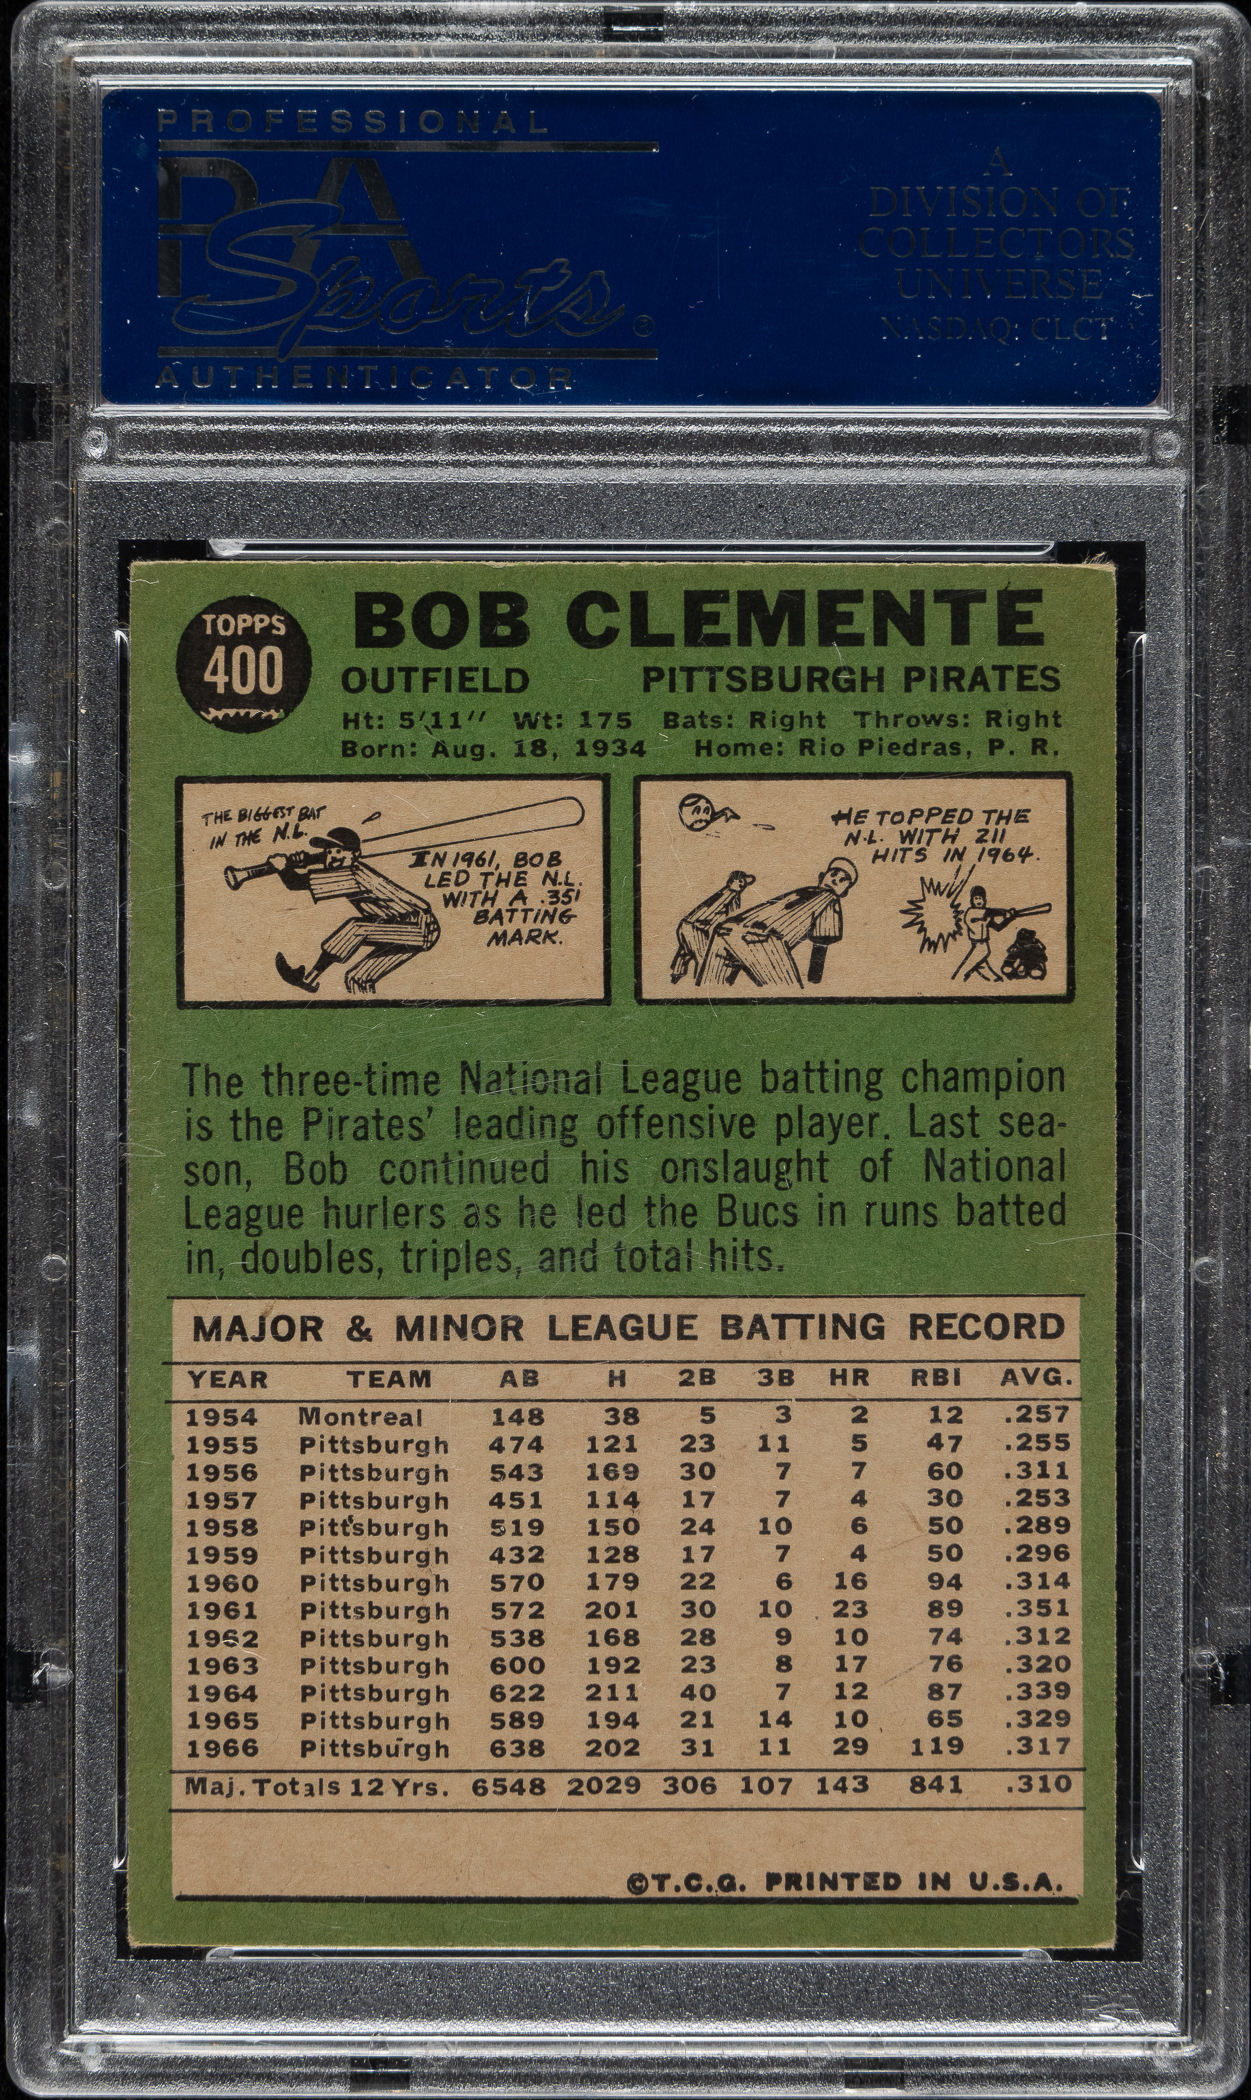 PROFESSIONAL
PSA
Sports®
AUTHENTICATOR
A
DIVISION OF
COLLECTORS
UNIVERSE
NASDAQ: CLCT
TOPPS
400
BOB CLEMENTE
OUTFIELD PITTSBURGH PIRATES
Ht: 5'11" Wt: 175 Bats: Right Throws: Right
Born: Aug. 18, 1934 Home: Rio Piedras, P. R.
THE BIGGEST BAT
IN THE N.L.
IN 1961, BOB
LED THE N.L.
WITH A .351
BATTING
MARK.
HE TOPPED THE
N.L. WITH 211
HITS IN 1964.
The three-time National League batting champion
is the Pirates' leading offensive player. Last sea-
son, Bob continued his onslaught of National
League hurlers as he led the Bucs in runs batted
in, doubles, triples, and total hits.
MAJOR & MINOR LEAGUE BATTING RECORD
YEAR TEAM AB H 2B 3B HR RBI AVG.
1954 Montreal 148 38 5 3 2 12 .257
1955 Pittsburgh 474 121 23 11 5 47 .255
1956 Pittsburgh 543 169 30 7 7 60 .311
1957 Pittsburgh 451 114 17 7 4 30 .253
1958 Pittsburgh 519 150 24 10 6 50 .289
1959 Pittsburgh 432 128 17 7 4 50 .296
1960 Pittsburgh 570 179 22 6 16 94 .314
1961 Pittsburgh 572 201 30 10 23 89 .351
1962 Pittsburgh 538 168 28 9 10 74 .312
1963 Pittsburgh 600 192 23 8 17 76 .320
1964 Pittsburgh 622 211 40 7 12 87 .339
1965 Pittsburgh 589 194 21 14 10 65 .329
1966 Pittsburgh 638 202 31 11 29 119 .317
Maj. Totals 12 Yrs. 6548 2029 306 107 143 841 .310
©T.C.G. PRINTED IN U.S.A.